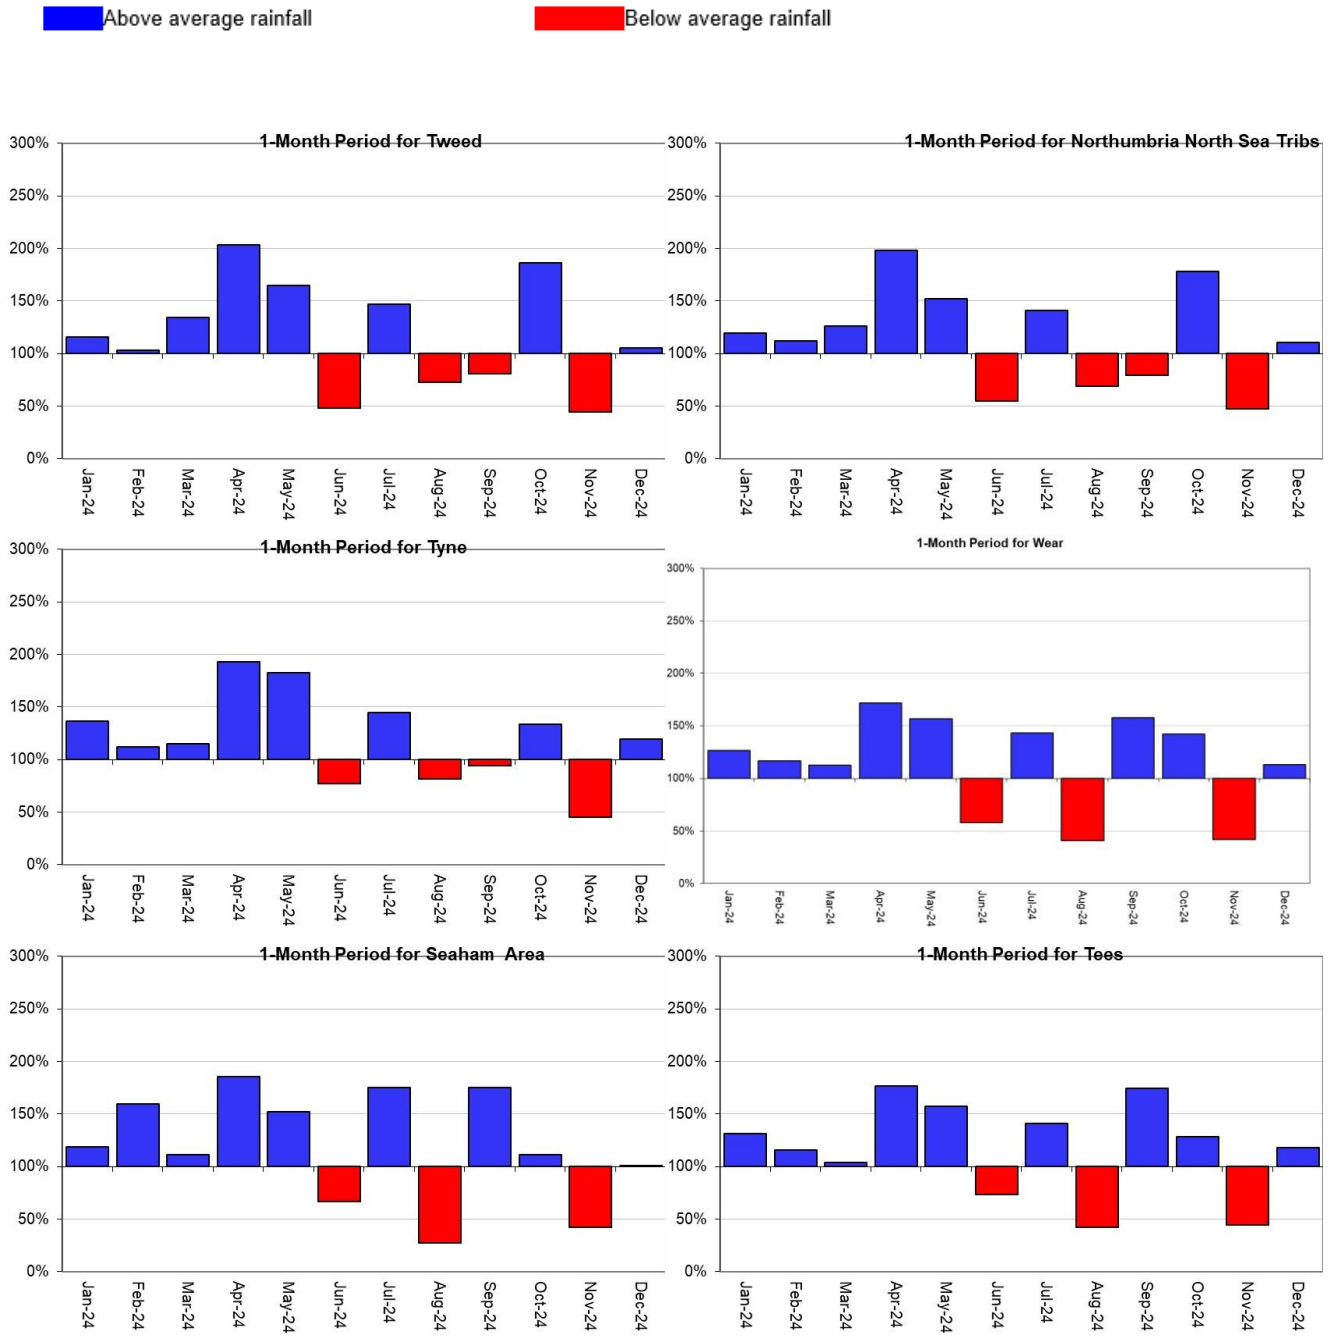 Above average rainfall
Below average rainfall
1-Month Period for Tweed
300%
250%
200%
150%
100%
50%
0%
Jan-24
Feb-24
Mar-24
Apr-24
May-24
Jun-24
Jul-24
Aug-24
Sep-24
Oct-24
Nov-24
Dec-24
1-Month Period for Northumbria North Sea Tribs
300%
250%
200%
150%
100%
50%
0%
Jan-24
Feb-24
Mar-24
Apr-24
May-24
Jun-24
Jul-24
Aug-24
Sep-24
Oct-24
Nov-24
Dec-24
1-Month Period for Tyne
300%
250%
200%
150%
100%
50%
0%
Jan-24
Feb-24
Mar-24
Apr-24
May-24
Jun-24
Jul-24
Aug-24
Sep-24
Oct-24
Nov-24
Dec-24
1-Month Period for Wear
300%
250%
200%
150%
100%
50%
0%
Jan-24
Feb-24
Mar-24
Apr-24
May-24
Jun-24
Jul-24
Aug-24
Sep-24
Oct-24
Nov-24
Dec-24
1-Month Period for Seaham Area
300%
250%
200%
150%
100%
50%
0%
Jan-24
Feb-24
Mar-24
Apr-24
May-24
Jun-24
Jul-24
Aug-24
Sep-24
Oct-24
Nov-24
Dec-24
1-Month Period for Tees
300%
250%
200%
150%
100%
50%
0%
Jan-24
Feb-24
Mar-24
Apr-24
May-24
Jun-24
Jul-24
Aug-24
Sep-24
Oct-24
Nov-24
Dec-24